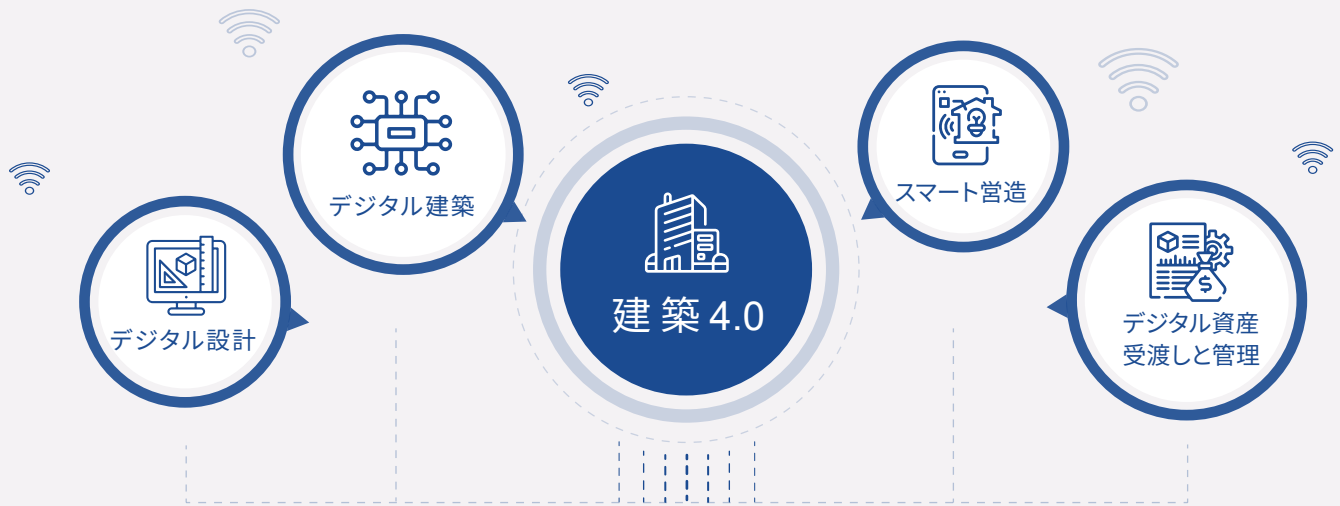 デジタル設計
デジタル建築
建築 4.0
スマート営造
デジタル資産
受渡しと管理